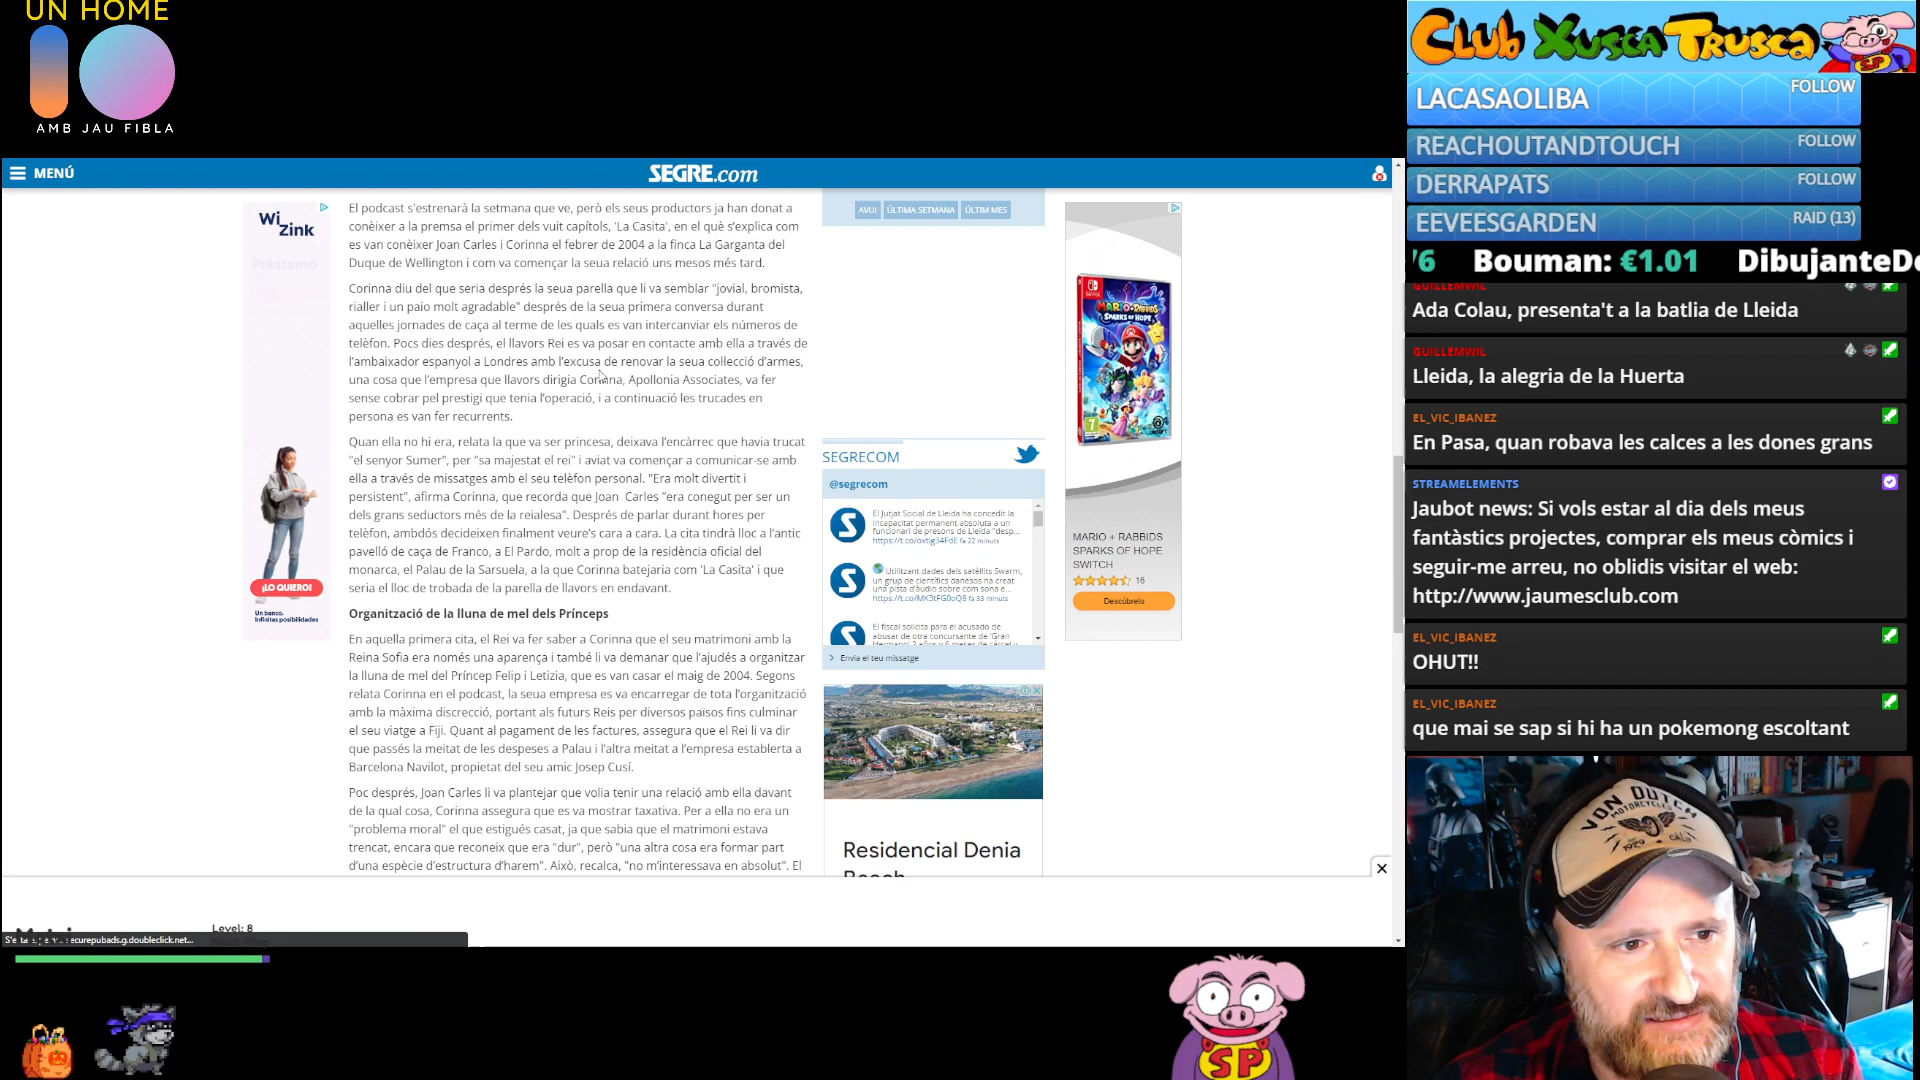 UN HOME
AMB JAU FIBLA
MENÚ
SEGRE.com
Wi
Zink
Préstamo
¡LO QUIERO!
Un banco.
Infinitas posibilidades
El podcast s'estrenarà la setmana que ve, però els seus productors ja han donat a
conèixer a la premsa el primer dels vuit capítols, 'La Casita', en el què s'explica com
es van conèixer Joan Carles i Corinna el febrer de 2004 a la finca La Garganta del
Duque de Wellington i com va començar la seua relació uns mesos més tard.
Corinna diu del que seria després la seua parella que li va semblar "jovial, bromista,
rialler i un paio molt agradable" després de la seua primera conversa durant
aquelles jornades de caça al terme de les quals es van intercanviar els números de
telèfon. Pocs dies després, el llavors Rei es va posar en contacte amb ella a través de
l'ambaixador espanyol a Londres amb l'excusa de renovar la seua col·lecció d'armes,
una cosa que l'empresa que llavors dirigia Corinna, Apollonia Associates, va fer
sense cobrar pel prestigi que tenia l'operació, i a continuació les trucades en
persona es van fer recurrents.
Quan ella no hi era, relata la que va ser princesa, deixava l'encàrrec que havia trucat
"el senyor Sumer", per "sa majestat el rei" i aviat va començar a comunicar-se amb
ella a través de missatges amb el seu telèfon personal. "Era molt divertit i
persistent", afirma Corinna, que recorda que Joan Carles "era conegut per ser un
dels grans seductors més de la reialesa". Després de parlar durant hores per
telèfon, ambdós decideixen finalment veure's cara a cara. La cita tindrà lloc a l'antic
pavelló de caça de Franco, a El Pardo, molt a prop de la residència oficial del
monarca, el Palau de la Sarsuela, a la que Corinna batejaria com 'La Casita' i que
seria el lloc de trobada de la parella de llavors en endavant.
Organització de la lluna de mel dels Prínceps
En aquella primera cita, el Rei va fer saber a Corinna que el seu matrimoni amb la
Reina Sofia era només una aparença i també li va demanar que l'ajudés a organitzar
la lluna de mel del Príncep Felip i Letizia, que es van casar el maig de 2004. Segons
relata Corinna en el podcast, la seua empresa es va encarregar de tota l'organització
amb la màxima discrecció, portant als futurs Reis per diversos països fins culminar
el seu viatge a Fiji. Quant al pagament de les factures, assegura que el Rei li va dir
que passés la meitat de les despeses a Palau i l'altra meitat a l'empresa establerta a
Barcelona Navilot, propietat del seu amic Josep Cusí.
Poc després, Joan Carles li va plantejar que volia tenir una relació amb ella davant
de la qual cosa, Corinna assegura que es va mostrar taxativa. Per a ella no era un
"problema moral" el que estigués casat, ja que sabia que el matrimoni estava
trencat, encara que reconeix que era "dur", però "una altra cosa era formar part
d'una espècie d'estructura d'harem". Això, recalca, "no m'interessava en absolut". El
AVUI
ÚLTIMA SETMANA
ÚLTIM MES
SEGRECOM
@segrecom
El Jutjat Social de Lleida ha concedit la
incapacitat permanent absoluta a un
funcionari de presons de Lleida "desp...
https://t.co/oxtig34FdE fa 22 minuts
Utilitzant dades dels satèl·lits Swarm,
un grup de científics danesos ha creat
una pista d'àudio sobre com sona e...
https://t.co/MK3tFG0oQ8 fa 33 minuts
El fiscal solicita para el acusado de
abusar de otra concursante de 'Gran
Envia el teu missatge
Residencial Denia
Beach
MARIO + RABBIDS
SPARKS OF HOPE
7
MARIO + RABBIDS
SPARKS OF HOPE
SWITCH
16
Descúbrelo
Level: 8
Club Xusca Trusca
SP
LACASAOLIBA
FOLLOW
REACHOUTANDTOUCH
FOLLOW
DERRAPATS
FOLLOW
EEVEESGARDEN
RAID (13)
Bouman: €1.01
GUILLEMWIL
Ada Colau, presenta't a la batlia de Lleida
GUILLEMWIL
Lleida, la alegria de la Huerta
EL_VIC_IBANEZ
En Pasa, quan robava les calces a les dones grans
STREAMELEMENTS
Jaubot news: Si vols estar al dia dels meus
fantàstics projectes, comprar els meus còmics i
seguir-me arreu, no oblidis visitar el web:
http://www.jaumesclub.com
EL_VIC_IBANEZ
OHUT!!
EL_VIC_IBANEZ
que mai se sap si hi ha un pokemong escoltant
VON DUTCH
MOTORCYCLES
1929
SP